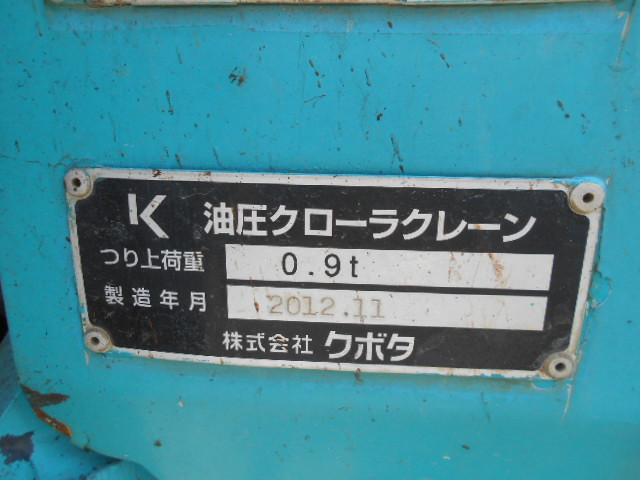 K 油圧クローラクレーン
つり上荷重 0.9t
製造年月 2012.11
株式会社 クボタ